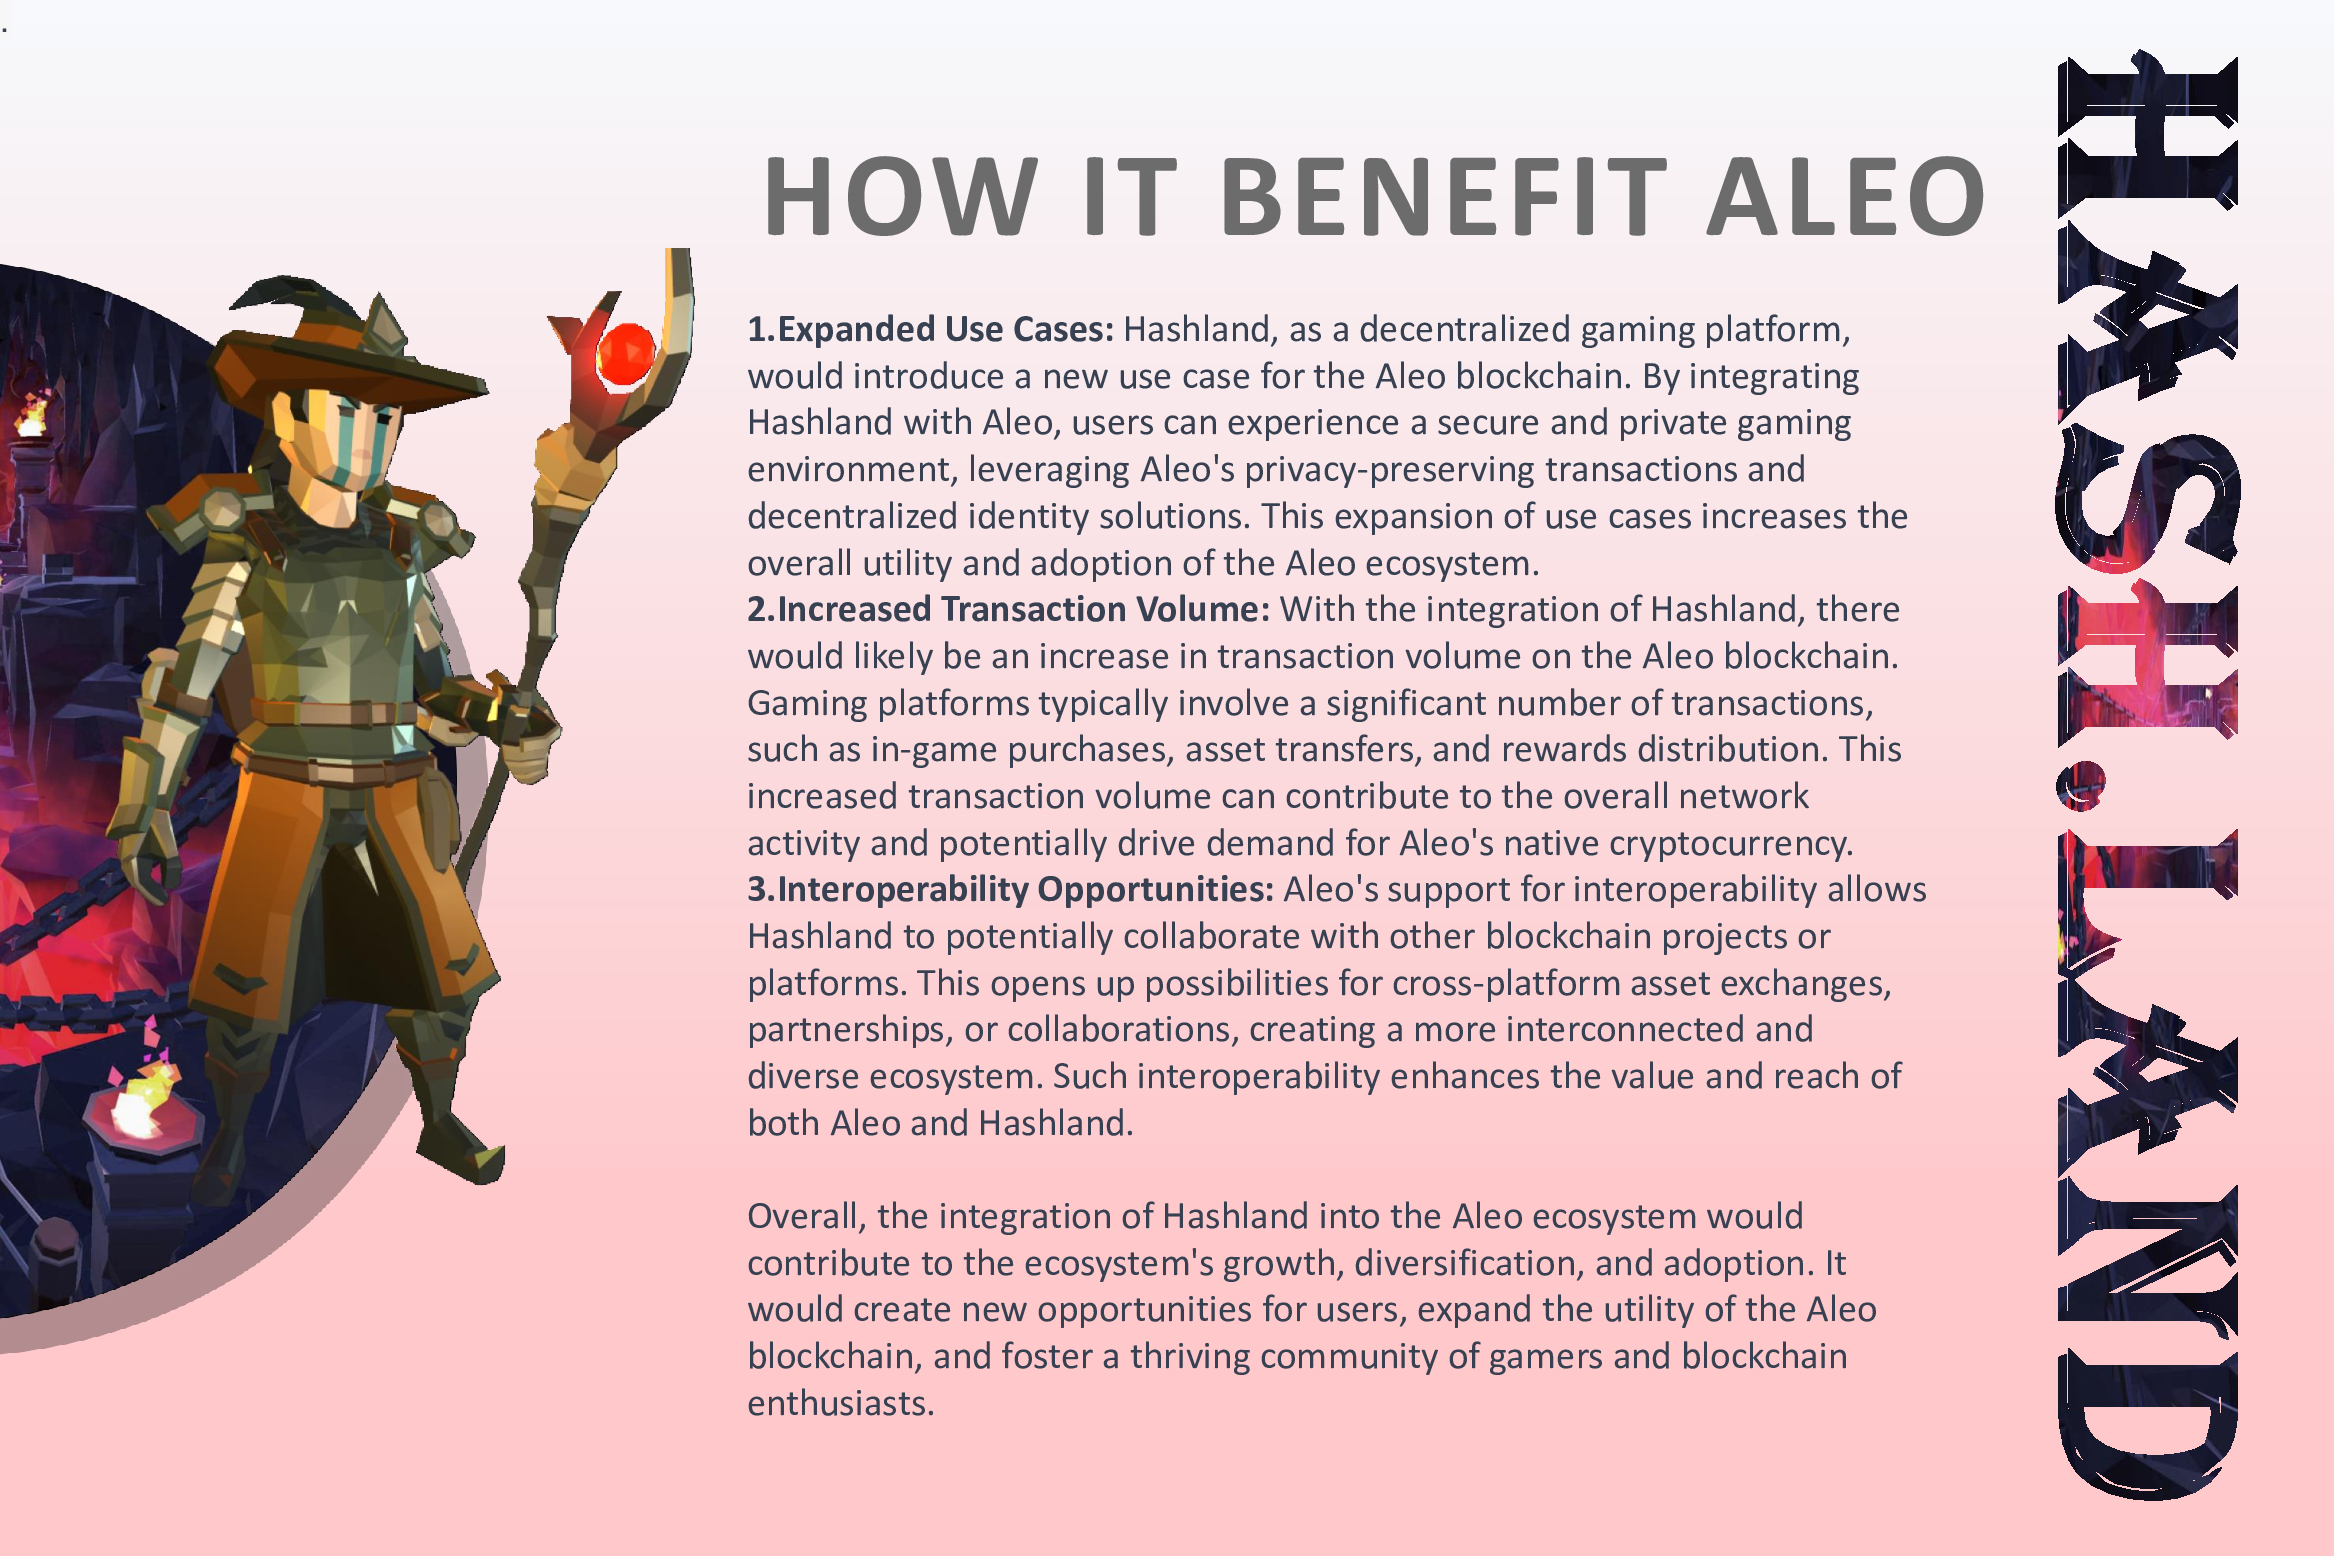 .
HOW IT BENEFIT ALEO
1.Expanded Use Cases: Hashland, as a decentralized gaming platform,
would introduce a new use case for the Aleo blockchain. By integrating
Hashland with Aleo, users can experience a secure and private gaming
environment, leveraging Aleo's privacy-preserving transactions and
decentralized identity solutions. This expansion of use cases increases the
overall utility and adoption of the Aleo ecosystem.
2.Increased Transaction Volume: With the integration of Hashland, there
would likely be an increase in transaction volume on the Aleo blockchain.
Gaming platforms typically involve a significant number of transactions,
such as in-game purchases, asset transfers, and rewards distribution. This
increased transaction volume can contribute to the overall network
activity and potentially drive demand for Aleo's native cryptocurrency.
3.Interoperability Opportunities: Aleo's support for interoperability allows
Hashland to potentially collaborate with other blockchain projects or
platforms. This opens up possibilities for cross-platform asset exchanges,
partnerships, or collaborations, creating a more interconnected and
diverse ecosystem. Such interoperability enhances the value and reach of
both Aleo and Hashland.
Overall, the integration of Hashland into the Aleo ecosystem would
contribute to the ecosystem's growth, diversification, and adoption. It
would create new opportunities for users, expand the utility of the Aleo
blockchain, and foster a thriving community of gamers and blockchain
enthusiasts.
HASH.LAND